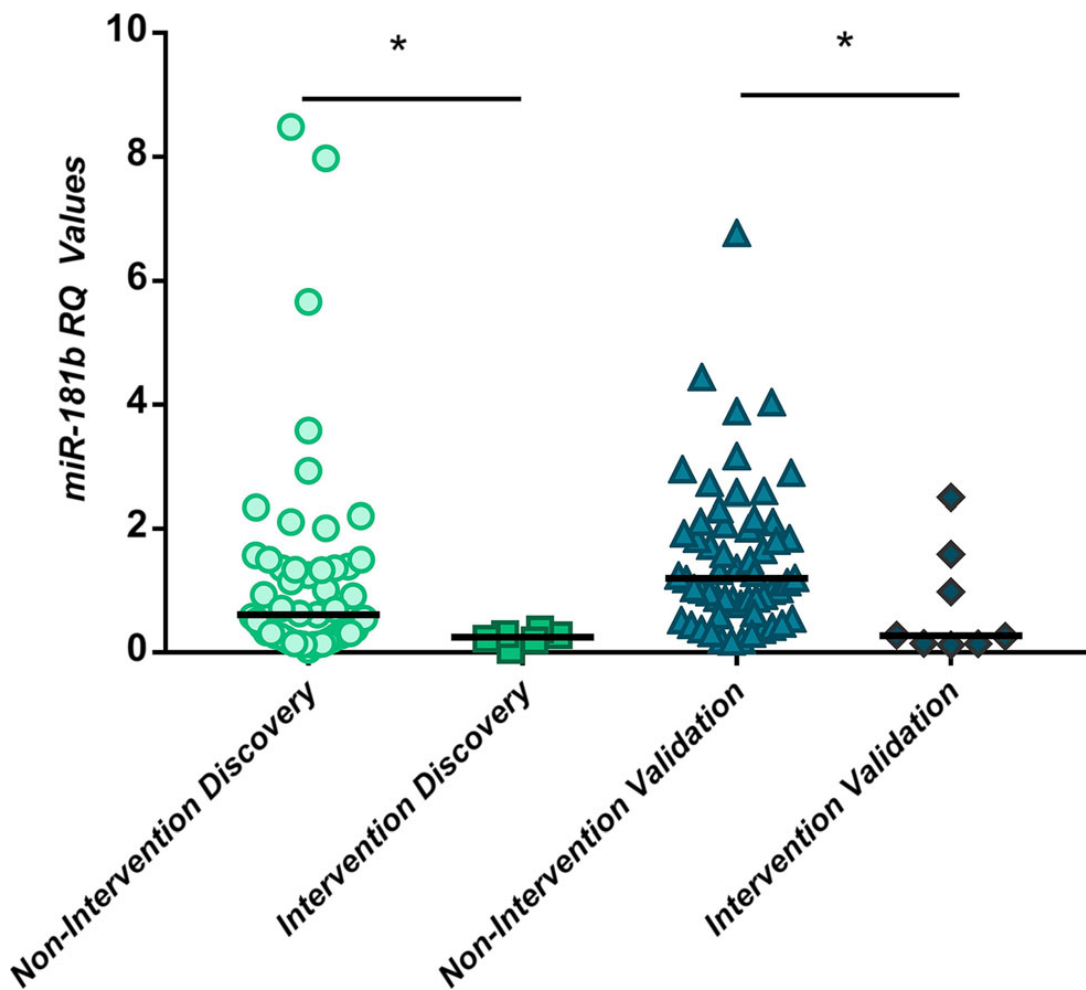 10
8
6
4
2
0
miR-181b RQ Values
*
*
Non-Intervention Discovery
Intervention Discovery
Non-Intervention Validation
Intervention Validation